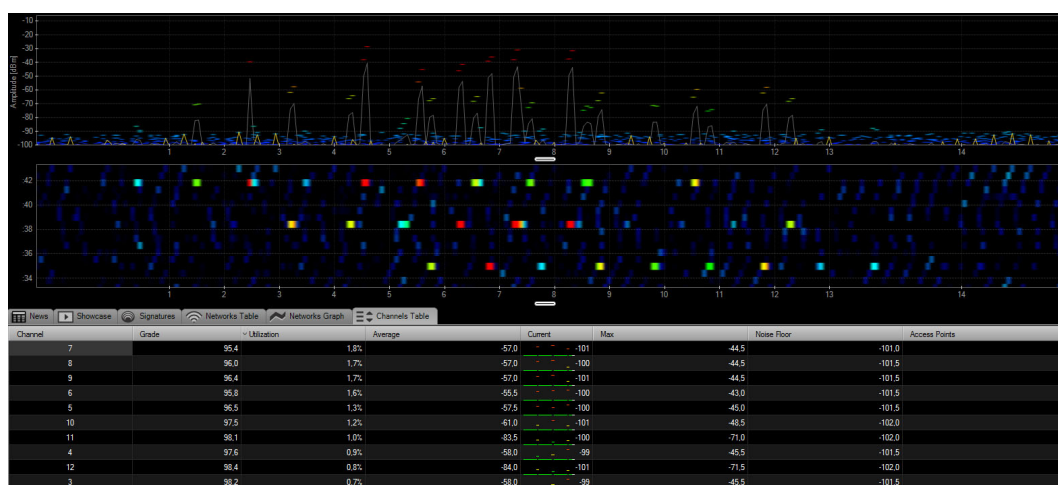 -10
-20
-30
-40
-50
-60
-70
-80
-90
-100
Amplitude [dBm]
1 2 3 4 5 6 7 8 9 10 11 12 13 14
:42
:40
:38
:36
:34
1 2 3 4 5 6 7 8 9 10 11 12 13 14
News Showcase Signatures Networks Table Networks Graph Channels Table
Channel Grade Utilization Average Current Max Noise Floor Access Points
7 95,4 1,8% -57,0 -101 -44,5 -101,0
8 96,0 1,7% -57,0 -100 -44,5 -101,5
9 96,4 1,7% -57,0 -101 -44,5 -101,5
6 95,8 1,6% -55,5 -100 -43,0 -101,5
5 96,5 1,3% -57,5 -100 -45,0 -101,5
10 97,5 1,2% -61,0 -101 -48,5 -102,0
11 98,1 1,0% -83,5 -100 -71,0 -102,0
4 97,6 0,9% -58,0 -99 -45,5 -101,5
12 98,4 0,8% -84,0 -101 -71,5 -102,0
3 98,2 0,7% -58,0 -99 -45,5 -101,5